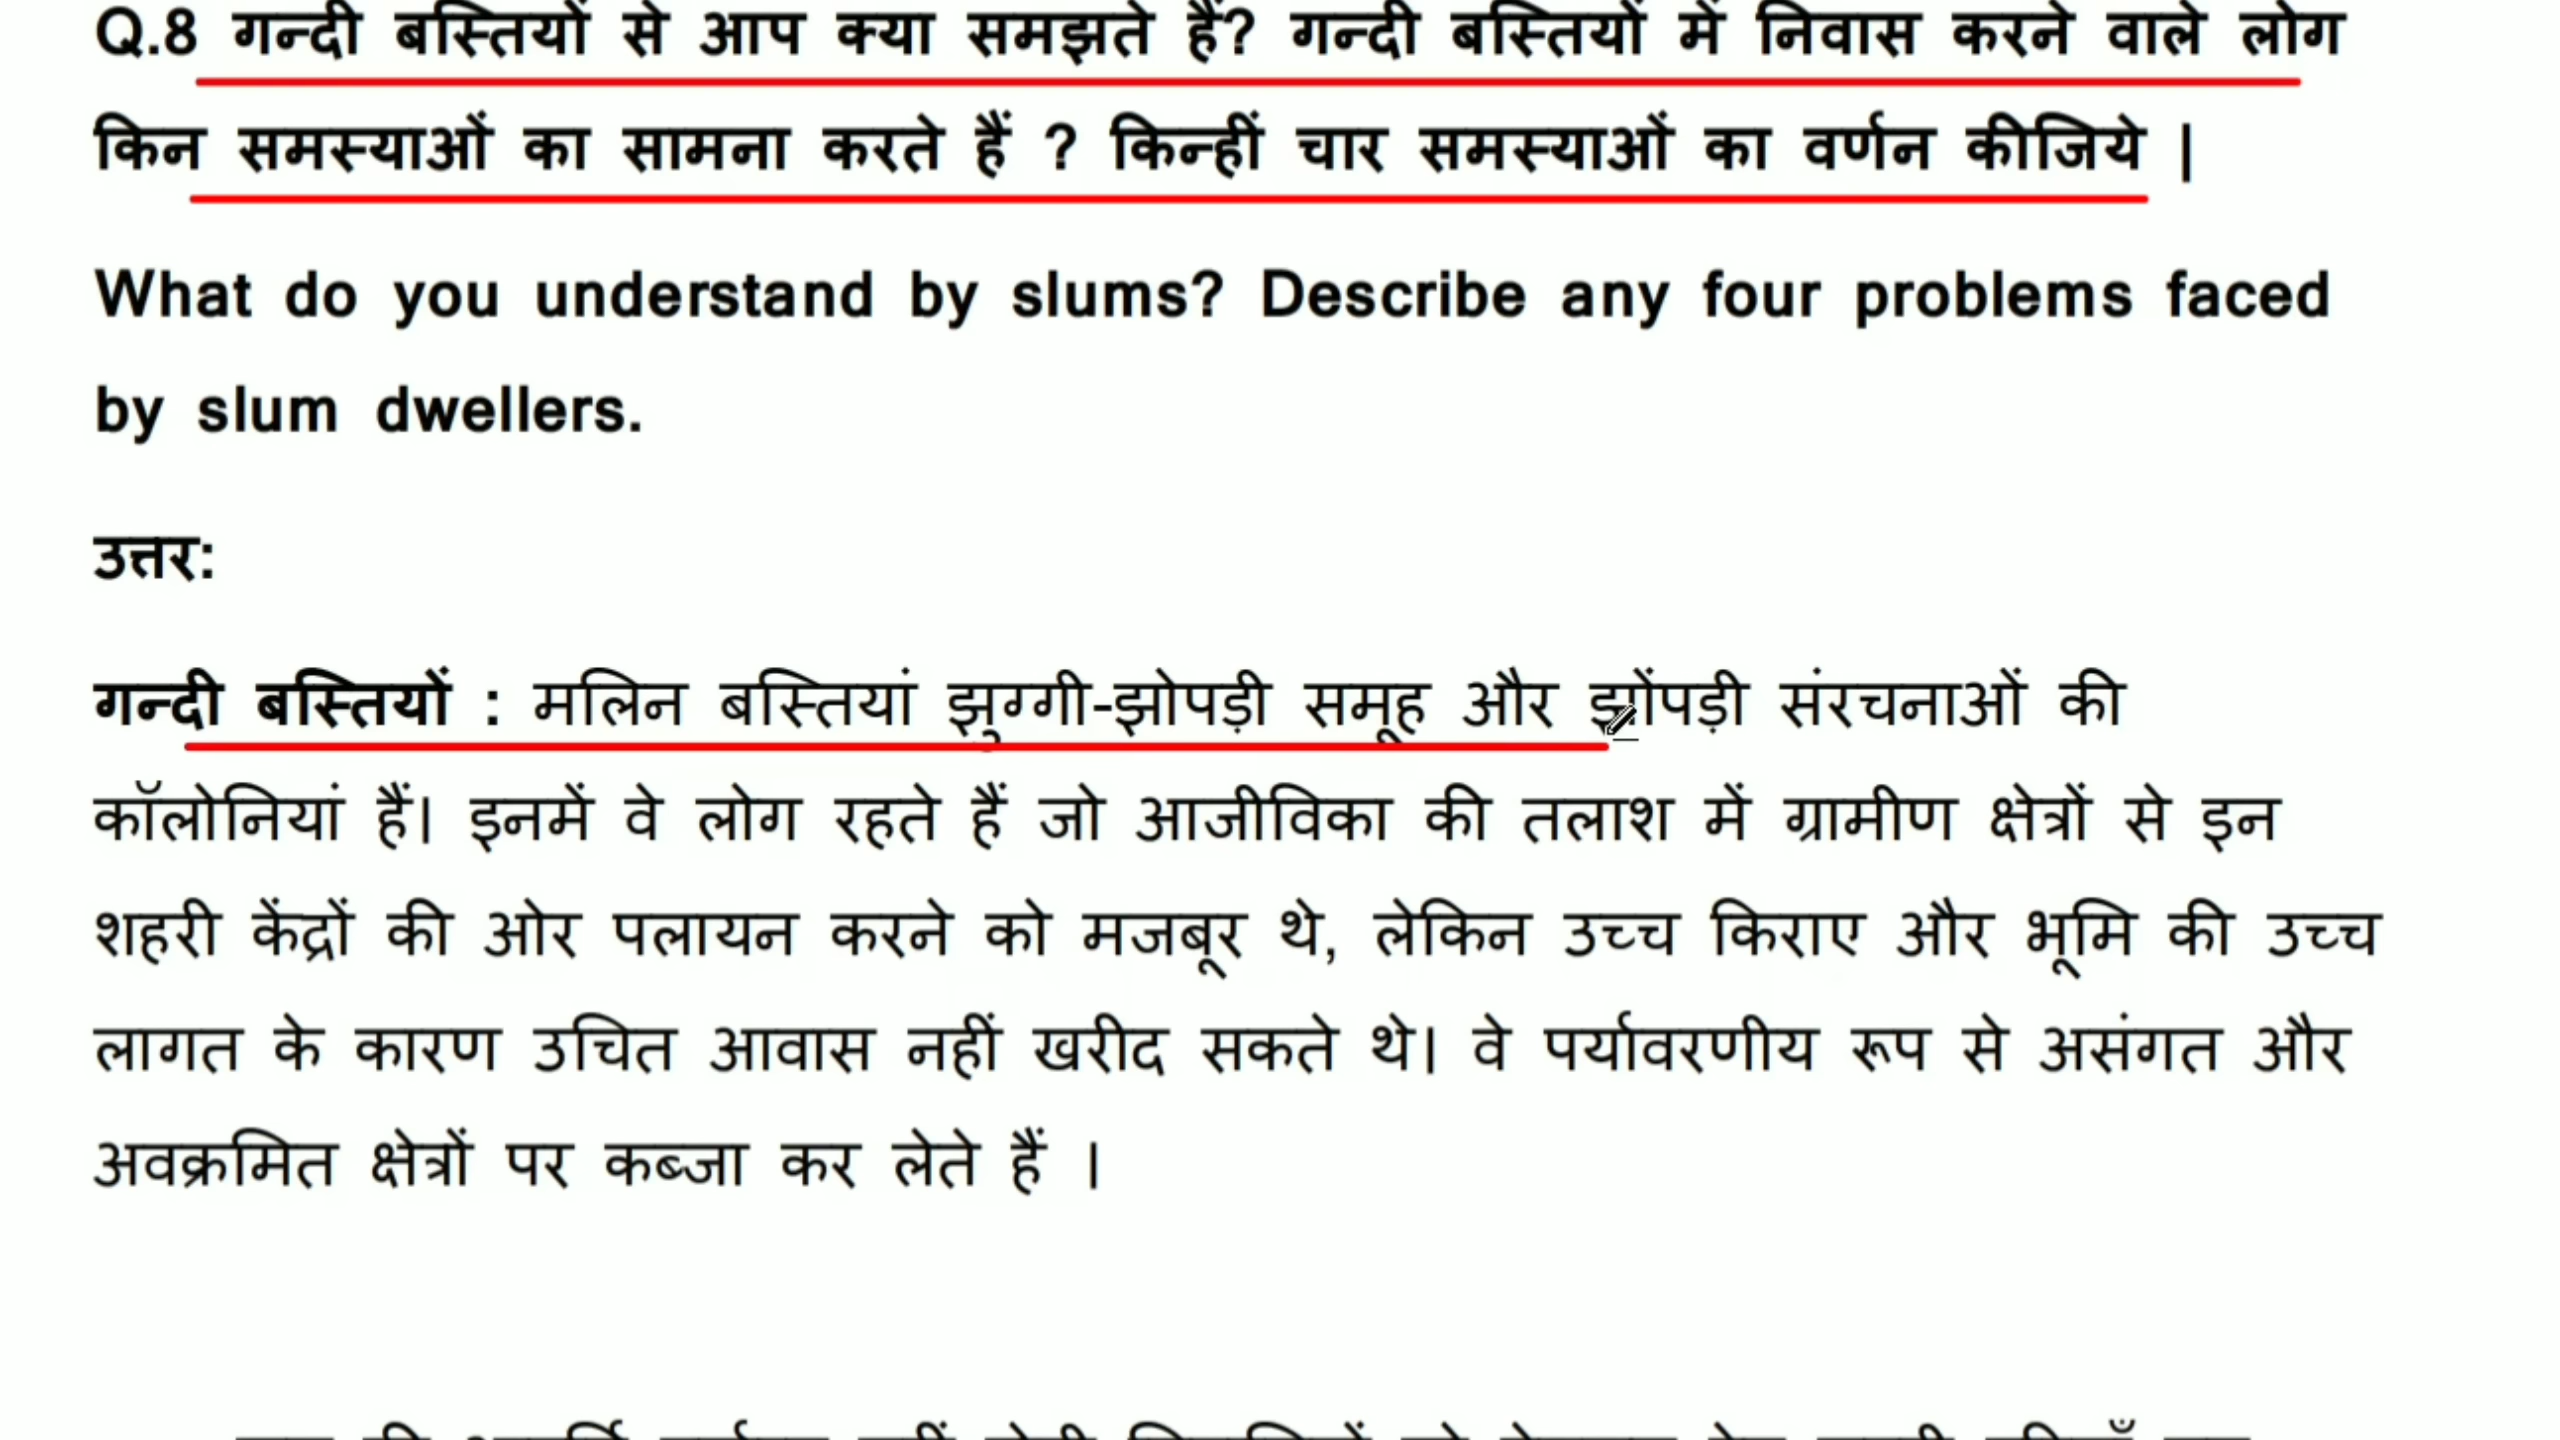 Q.8 गन्दी बस्तियों से आप क्या समझते हैं? गन्दी बस्तियों में निवास करने वाले लोग
किन समस्याओं का सामना करते हैं ? किन्हीं चार समस्याओं का वर्णन कीजिये |
What do you understand by slums? Describe any four problems faced
by slum dwellers.
उत्तर:
गन्दी बस्तियों : मलिन बस्तियां झुग्गी-झोपड़ी समूह और झोंपड़ी संरचनाओं की
कॉलोनियां हैं। इनमें वे लोग रहते हैं जो आजीविका की तलाश में ग्रामीण क्षेत्रों से इन
शहरी केंद्रों की ओर पलायन करने को मजबूर थे, लेकिन उच्च किराए और भूमि की उच्च
लागत के कारण उचित आवास नहीं खरीद सकते थे। वे पर्यावरणीय रूप से असंगत और
अवक्रमित क्षेत्रों पर कब्जा कर लेते हैं ।